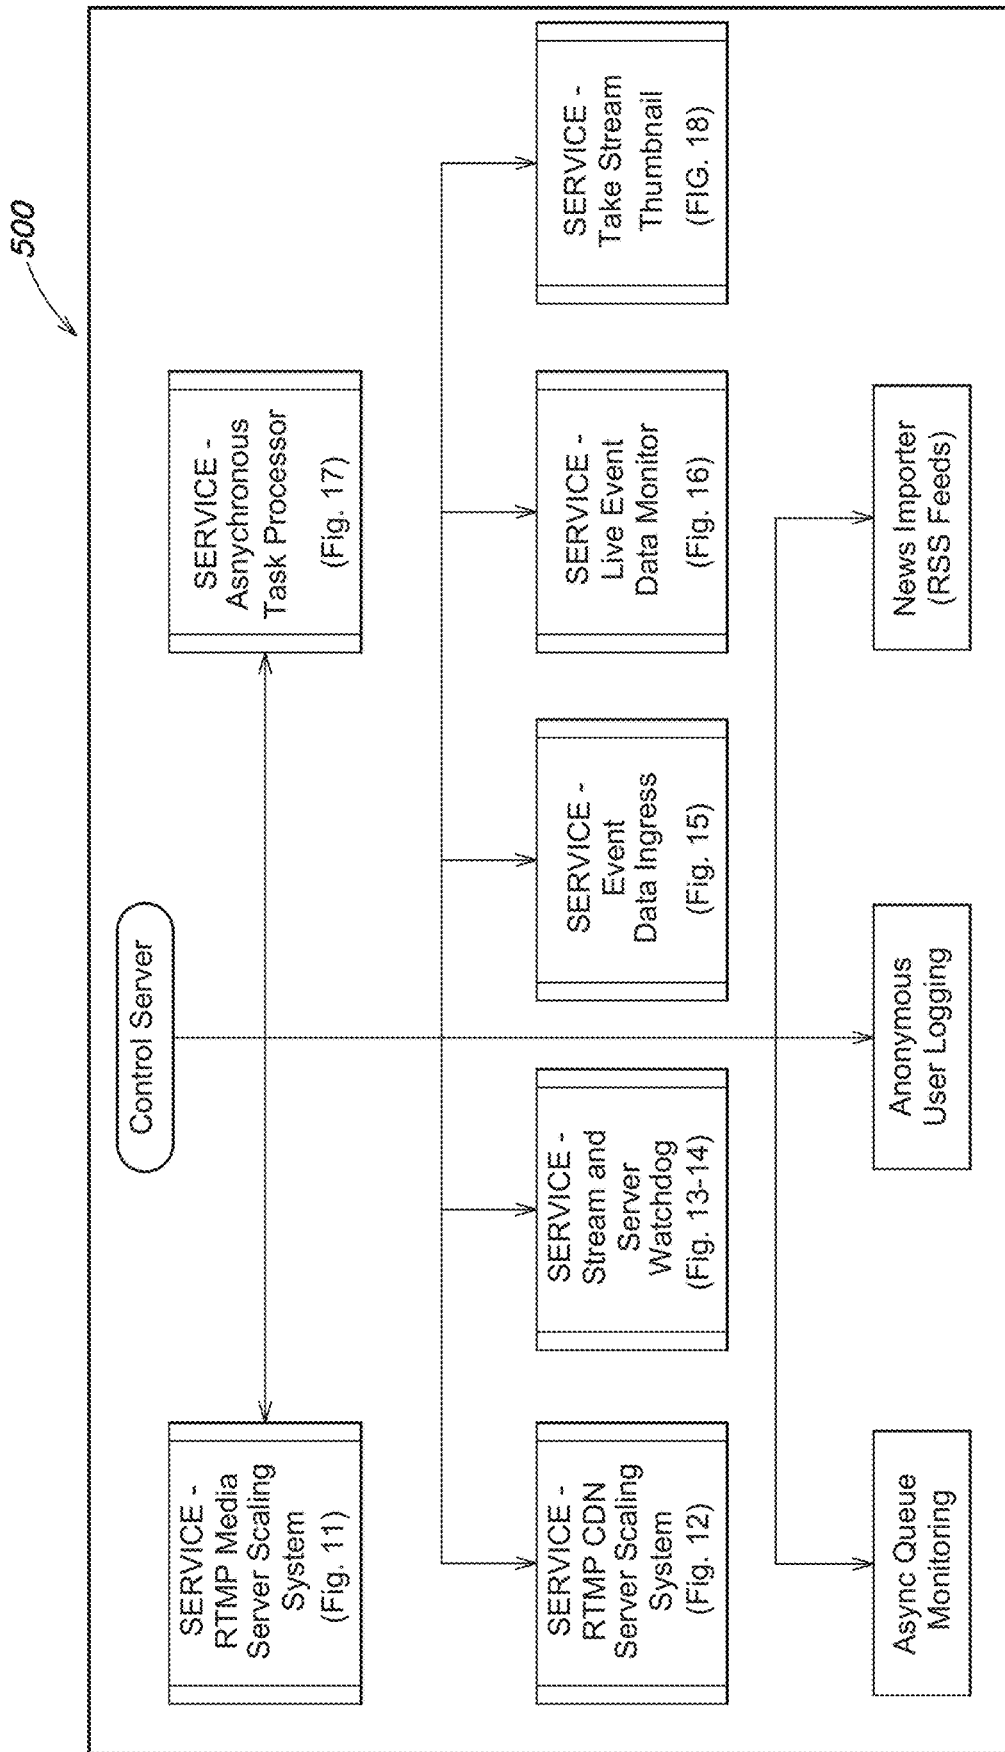 500
Control Server
SERVICE -
RTMP Media
Server Scaling
System
(Fig. 11)
SERVICE -
Asnychronous
Task Processor
(Fig. 17)
SERVICE -
RTMP CDN
Server Scaling
System
(Fig. 12)
SERVICE -
Stream and
Server
Watchdog
(Fig. 13-14)
SERVICE -
Event
Data Ingress
(Fig. 15)
SERVICE -
Live Event
Data Monitor
(Fig. 16)
SERVICE -
Take Stream
Thumbnail
(FIG. 18)
Async Queue
Monitoring
Anonymous
User Logging
News Importer
(RSS Feeds)